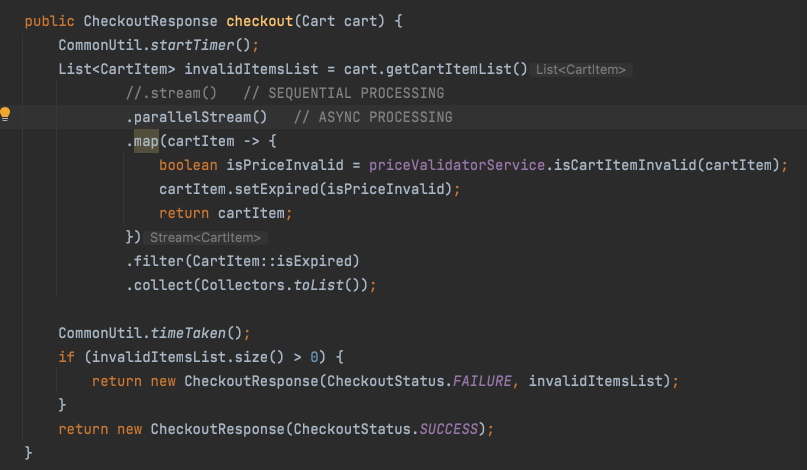 public CheckoutResponse checkout(Cart cart) {
    CommonUtil.startTimer();
    List<CartItem> invalidItemsList = cart.getCartItemList() List<CartItem>
            //.stream()   // SEQUENTIAL PROCESSING
            .parallelStream()   // ASYNC PROCESSING
            .map(cartItem -> {
                boolean isPriceInvalid = priceValidatorService.isCartItemInvalid(cartItem);
                cartItem.setExpired(isPriceInvalid);
                return cartItem;
            }) Stream<CartItem>
            .filter(CartItem::isExpired)
            .collect(Collectors.toList());
    CommonUtil.timeTaken();
    if (invalidItemsList.size() > 0) {
        return new CheckoutResponse(CheckoutStatus.FAILURE, invalidItemsList);
    }
    return new CheckoutResponse(CheckoutStatus.SUCCESS);
}